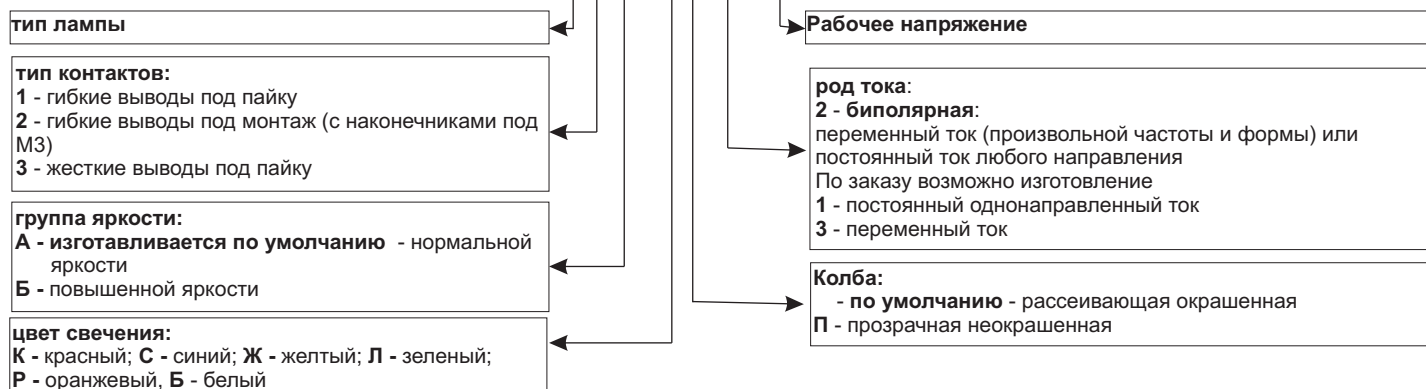 тип лампы
тип контактов:
1 - гибкие выводы под пайку
2 - гибкие выводы под монтаж (с наконечниками под
М3)
3 - жесткие выводы под пайку
группа яркости:
А - изготавливается по умолчанию - нормальной
яркости
Б - повышенной яркости
цвет свечения:
К - красный; С - синий; Ж - желтый; Л - зеленый;
Р - оранжевый, Б - белый
Рабочее напряжение
род тока:
2 - биполярная:
переменный ток (произвольной частоты и формы) или
постоянный ток любого направления
По заказу возможно изготовление
1 - постоянный однонаправленный ток
3 - переменный ток
Колба:
- по умолчанию - рассеивающая окрашенная
П - прозрачная неокрашенная